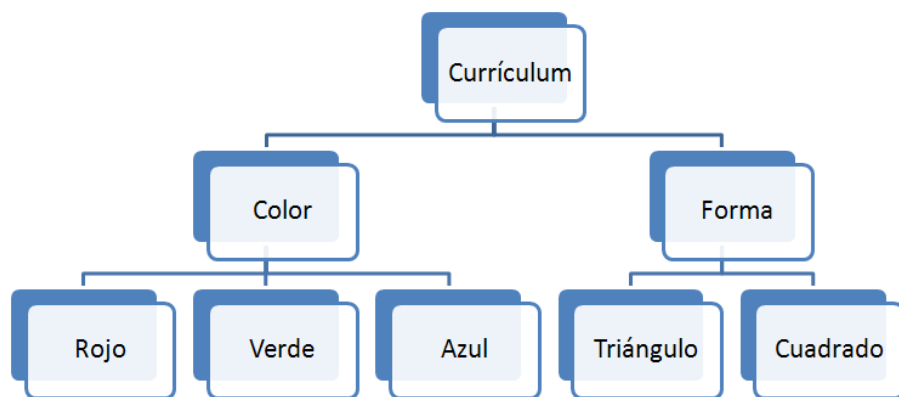 Currículum
Color
Forma
Rojo
Verde
Azul
Triángulo
Cuadrado